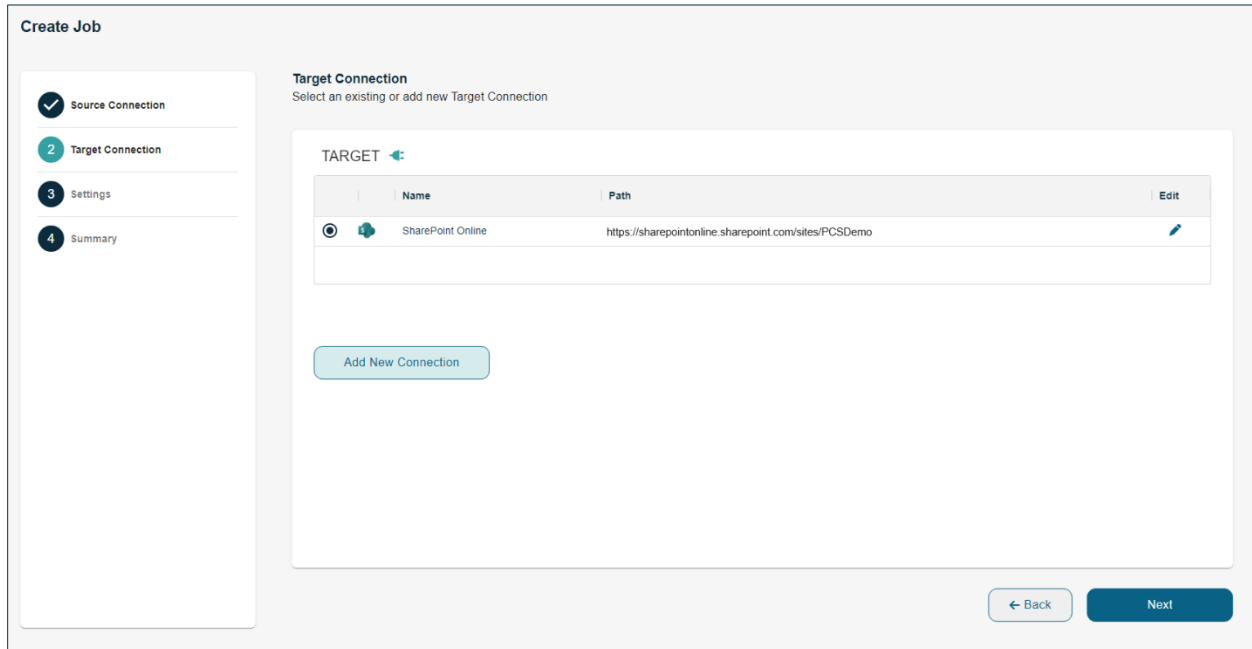 Create Job
Source Connection
2 Target Connection
3 Settings
4 Summary
Target Connection
Select an existing or add new Target Connection
TARGET
Name Path Edit
SharePoint Online https://sharepointonline.sharepoint.com/sites/PCSDemo
Add New Connection
← Back Next